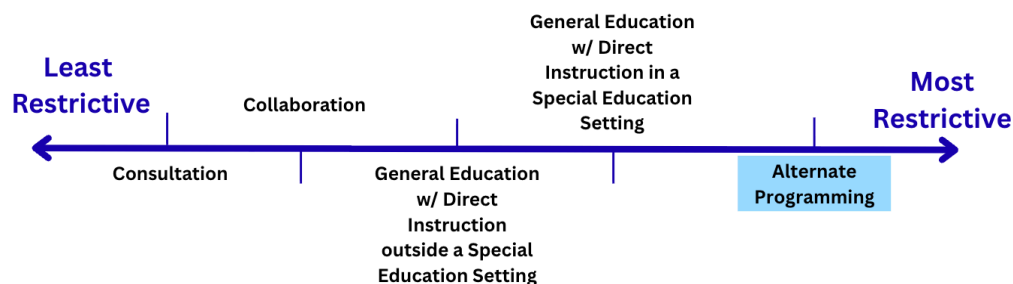 Least
Restrictive
Consultation
Collaboration
General Education
w/ Direct
Instruction
outside a Special
Education Setting
General Education
w/ Direct
Instruction in a
Special Education
Setting
Alternate
Programming
Most
Restrictive